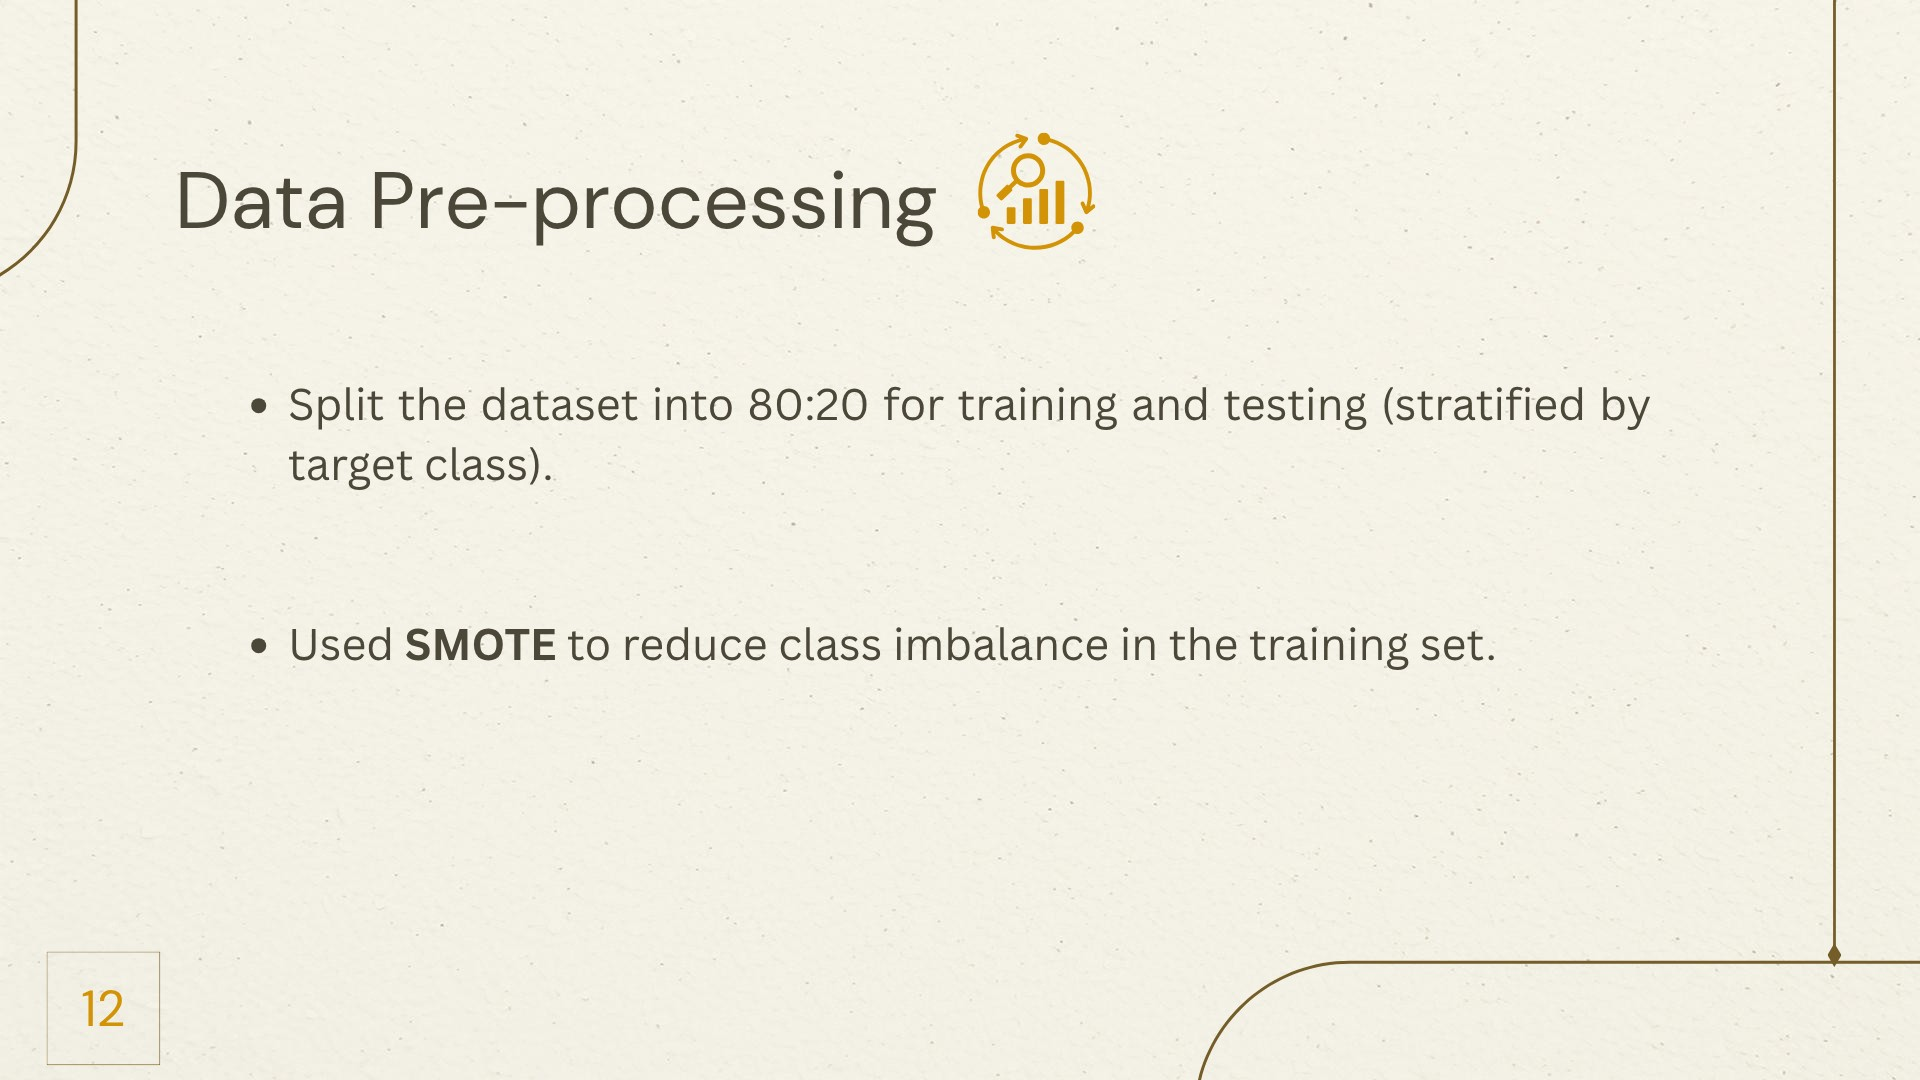 Data Pre-processing
• Split the dataset into 80:20 for training and testing (stratified by
target class).
• Used SMOTE to reduce class imbalance in the training set.
12